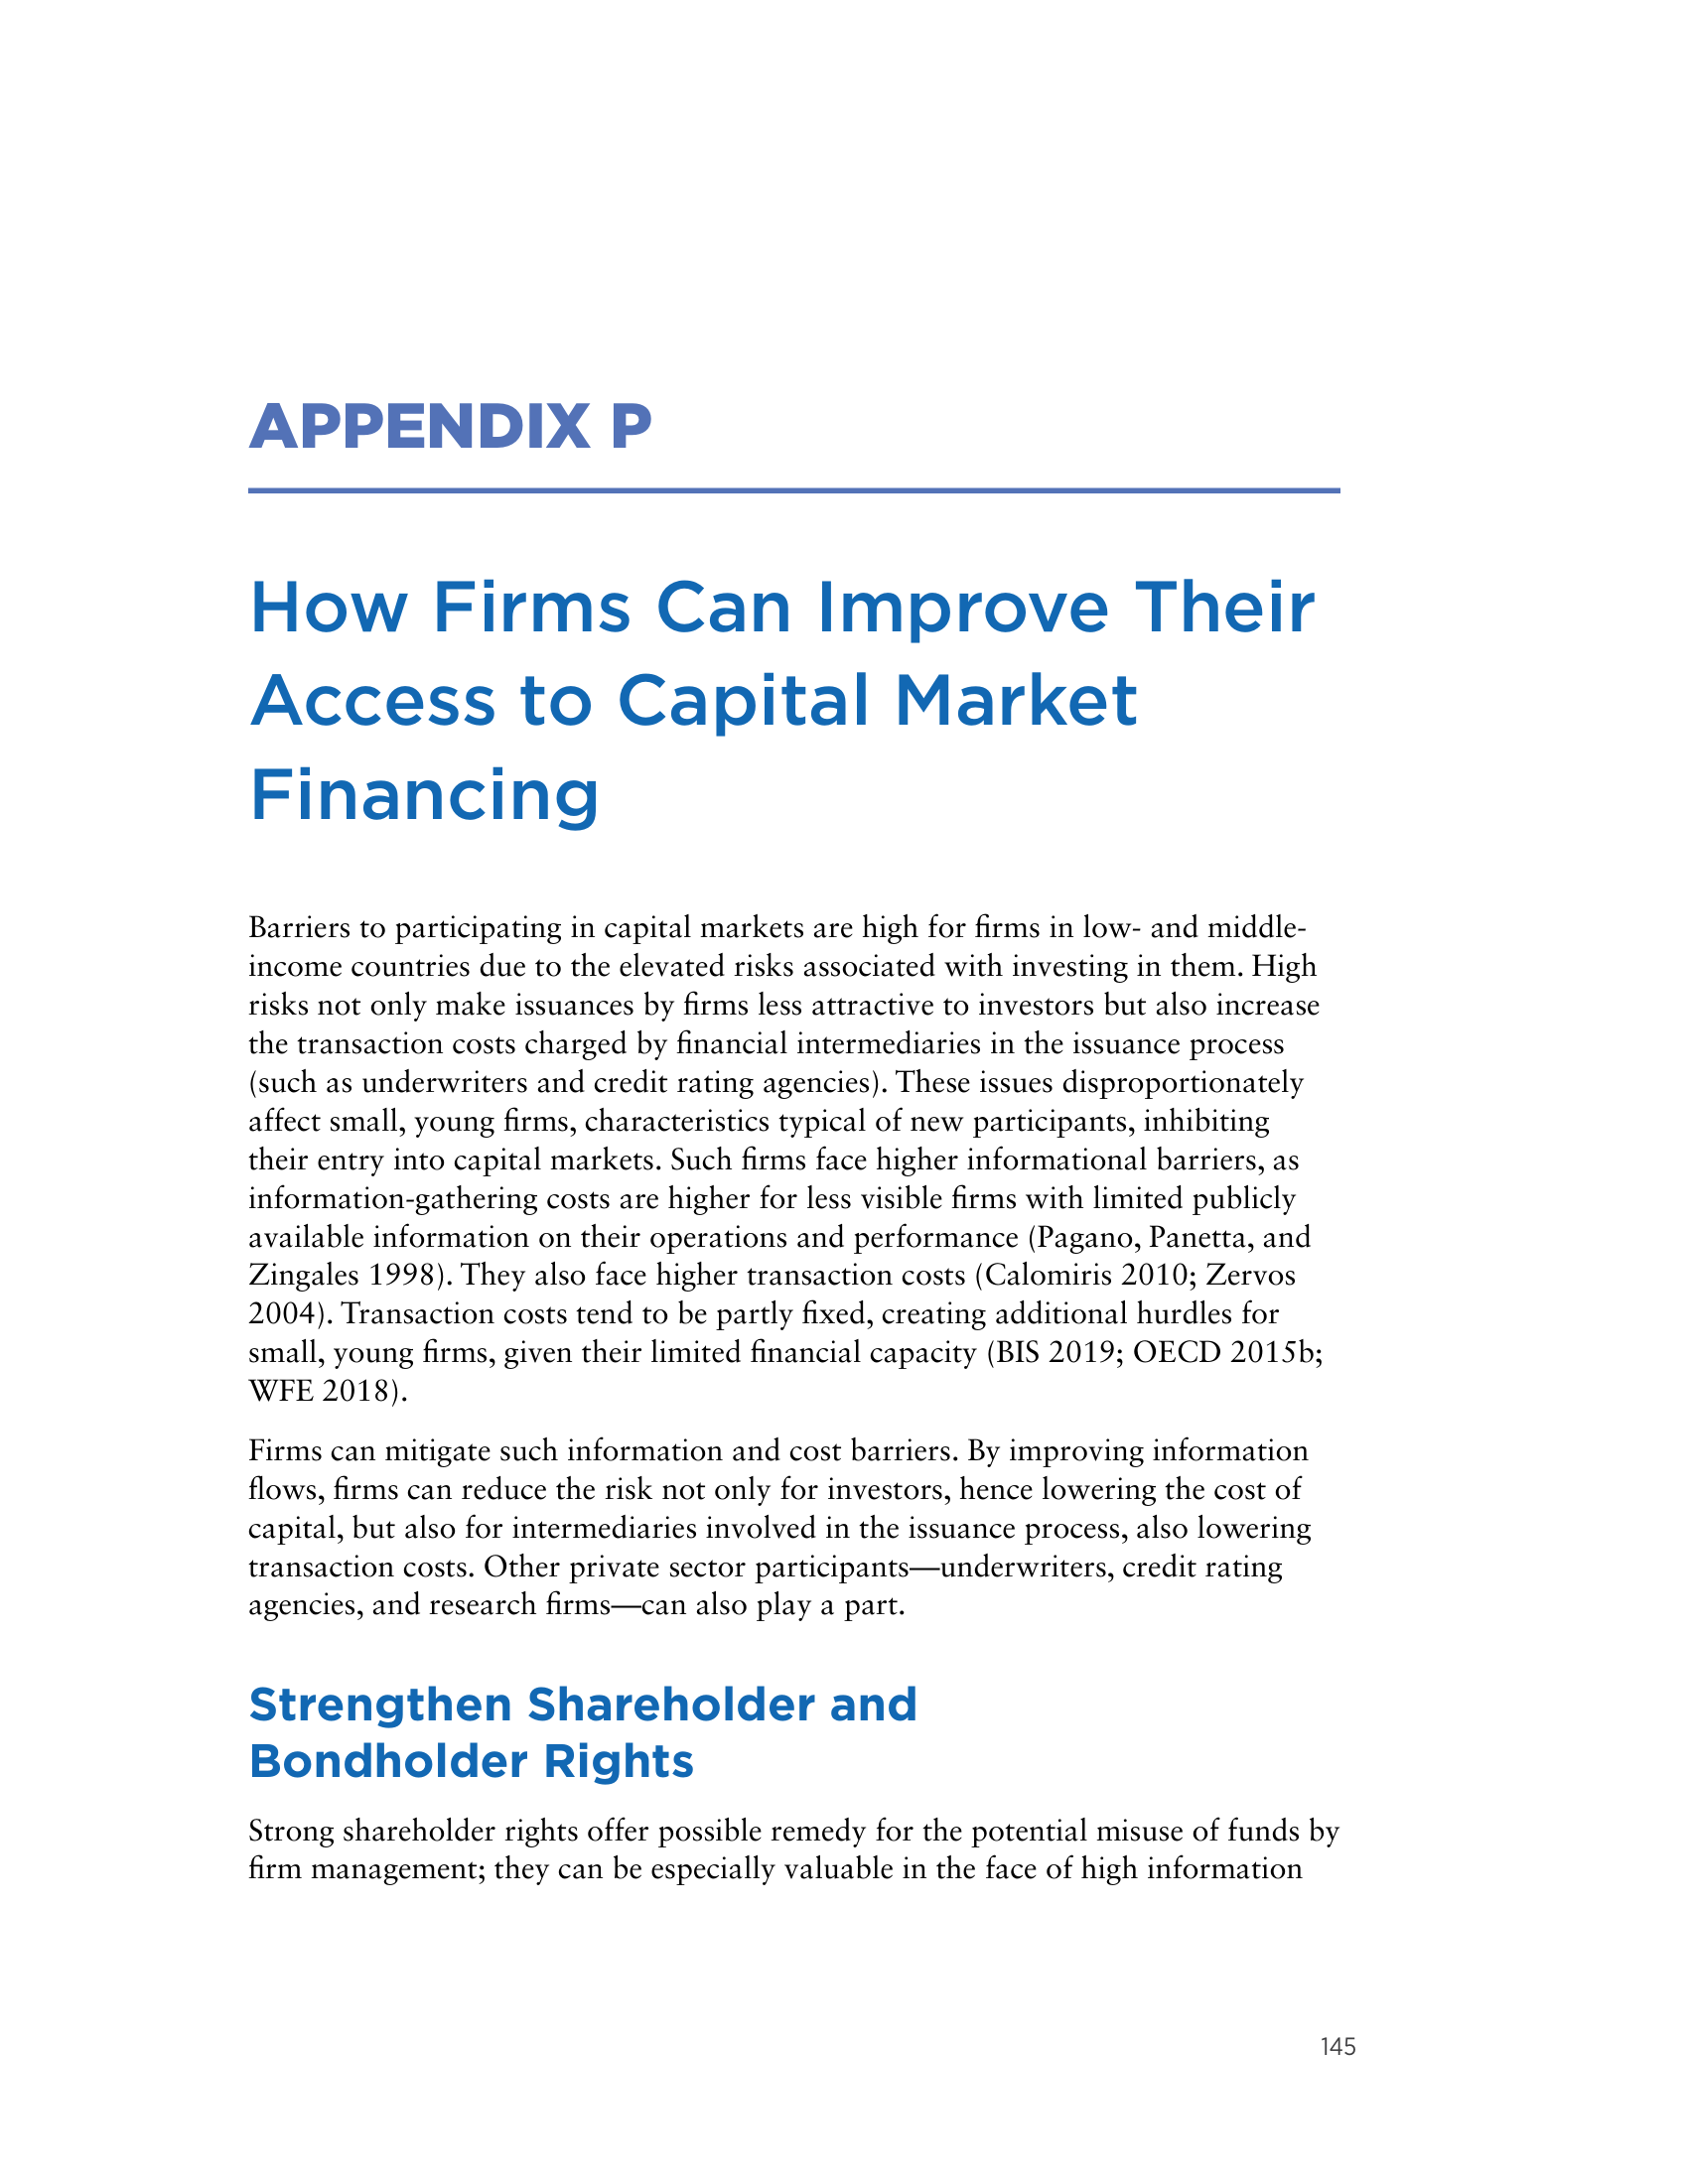 APPENDIX P
How Firms Can Improve Their
Access to Capital Market
Financing
Barriers to participating in capital markets are high for firms in low- and middle-
income countries due to the elevated risks associated with investing in them. High
risks not only make issuances by firms less attractive to investors but also increase
the transaction costs charged by financial intermediaries in the issuance process
(such as underwriters and credit rating agencies). These issues disproportionately
affect small, young firms, characteristics typical of new participants, inhibiting
their entry into capital markets. Such firms face higher informational barriers, as
information-gathering costs are higher for less visible firms with limited publicly
available information on their operations and performance (Pagano, Panetta, and
Zingales 1998). They also face higher transaction costs (Calomiris 2010; Zervos
2004). Transaction costs tend to be partly fixed, creating additional hurdles for
small, young firms, given their limited financial capacity (BIS 2019; OECD 2015b;
WFE 2018).
Firms can mitigate such information and cost barriers. By improving information
flows, firms can reduce the risk not only for investors, hence lowering the cost of
capital, but also for intermediaries involved in the issuance process, also lowering
transaction costs. Other private sector participants—underwriters, credit rating
agencies, and research firms—can also play a part.
Strengthen Shareholder and
Bondholder Rights
Strong shareholder rights offer possible remedy for the potential misuse of funds by
firm management; they can be especially valuable in the face of high information
145